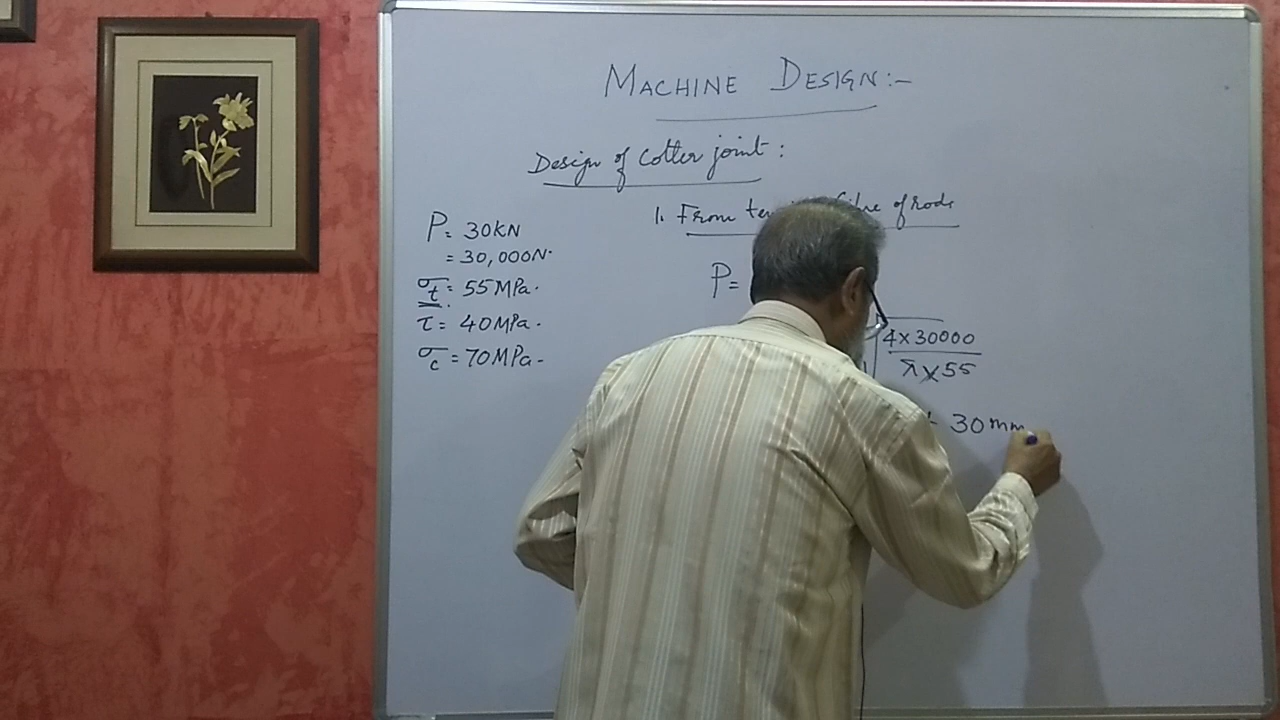 MACHINE DESIGN:-
Design of Cotter joint :
1. From of rods
P = 30KN
= 30,000N.
σt = 55MPa.
τ = 40MPa.
σc = 70MPa-
P =
4 × 30000
π × 55
30mm